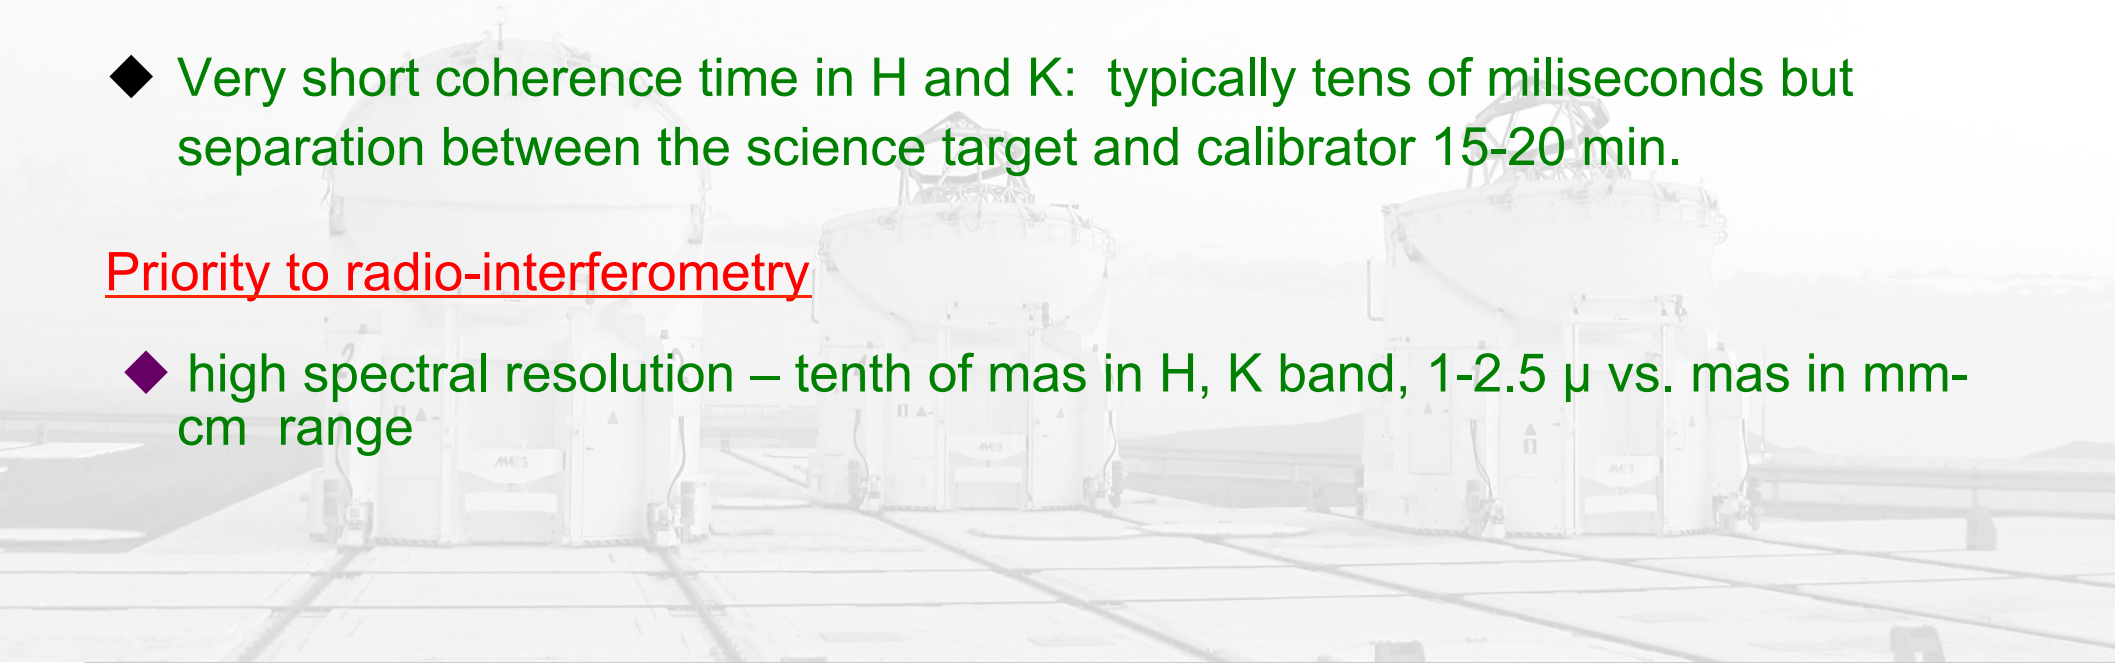 ◆ Very short coherence time in H and K: typically tens of miliseconds but
separation between the science target and calibrator 15-20 min.
Priority to radio-interferometry
◆ high spectral resolution – tenth of mas in H, K band, 1-2.5 µ vs. mas in mm-
cm range